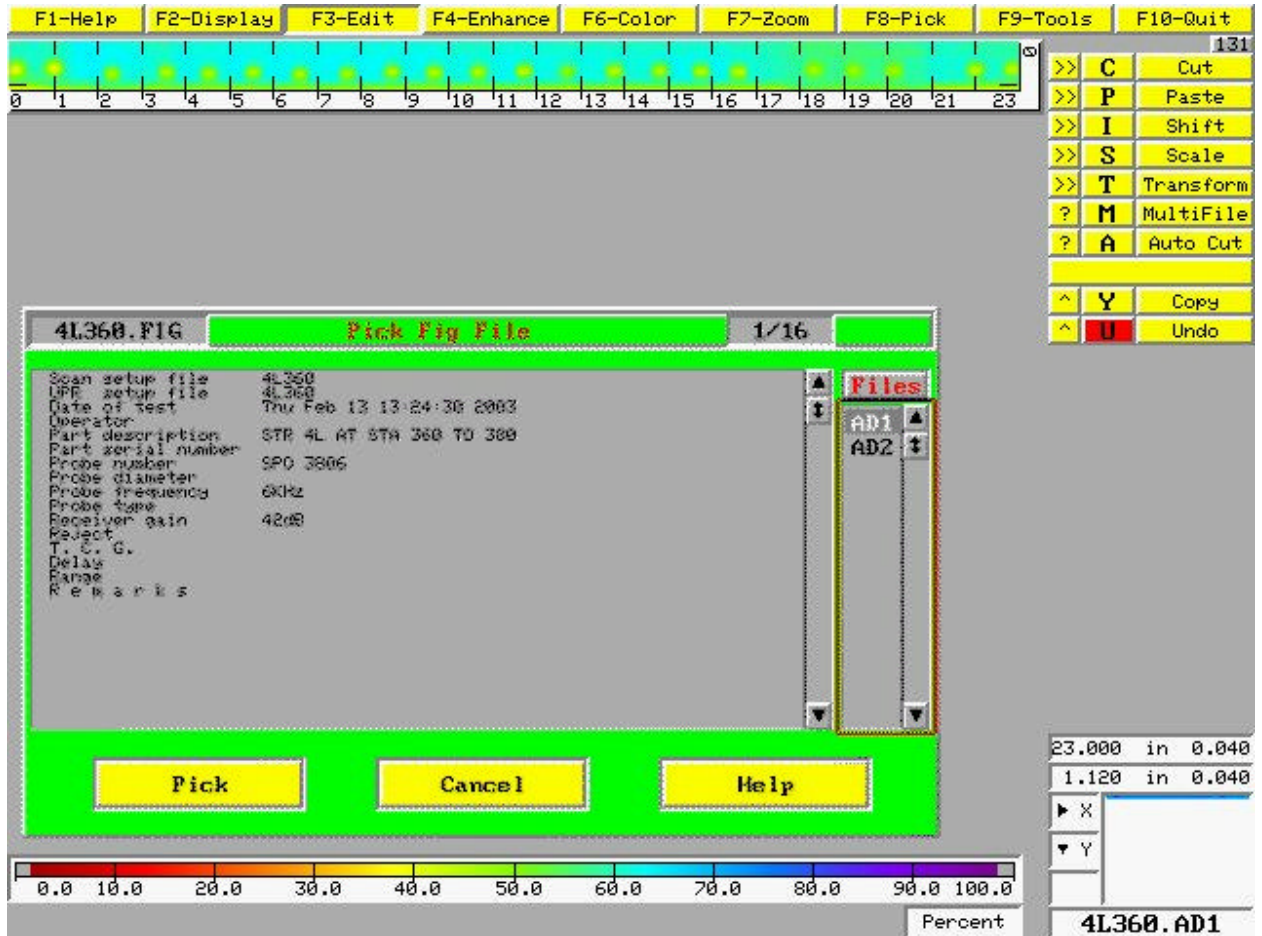 F1-Help F2-Display F3-Edit F4-Enhance F6-Color F7-Zoom F8-Pick F9-Tools F10-Quit
131
0 1 2 3 4 5 6 7 8 9 10 11 12 13 14 15 16 17 18 19 20 21 23
>> C Cut
>> P Paste
>> I Shift
>> S Scale
>> T Transform
? M MultiFile
? A Auto Cut
^ Y Copy
^ U Undo
4L360.FIG Pick Fig File 1/16
Scan setup file 4L360
UPR setup file 4L360
Date of test Thu Feb 13 13:24:30 2003
Operator
Part description STR 4L AT STA 360 TO 380
Part serial number
Probe number SPO 3806
Probe diameter
Probe frequency 6KHz
Probe type
Receiver gain 42dB
Reject
T. C. G.
Delay
Range
R e m a r k s
Files
AD1
AD2
Pick Cancel Help
23.000 in 0.040
1.120 in 0.040
X
Y
0.0 10.0 20.0 30.0 40.0 50.0 60.0 70.0 80.0 90.0 100.0
Percent
4L360.AD1